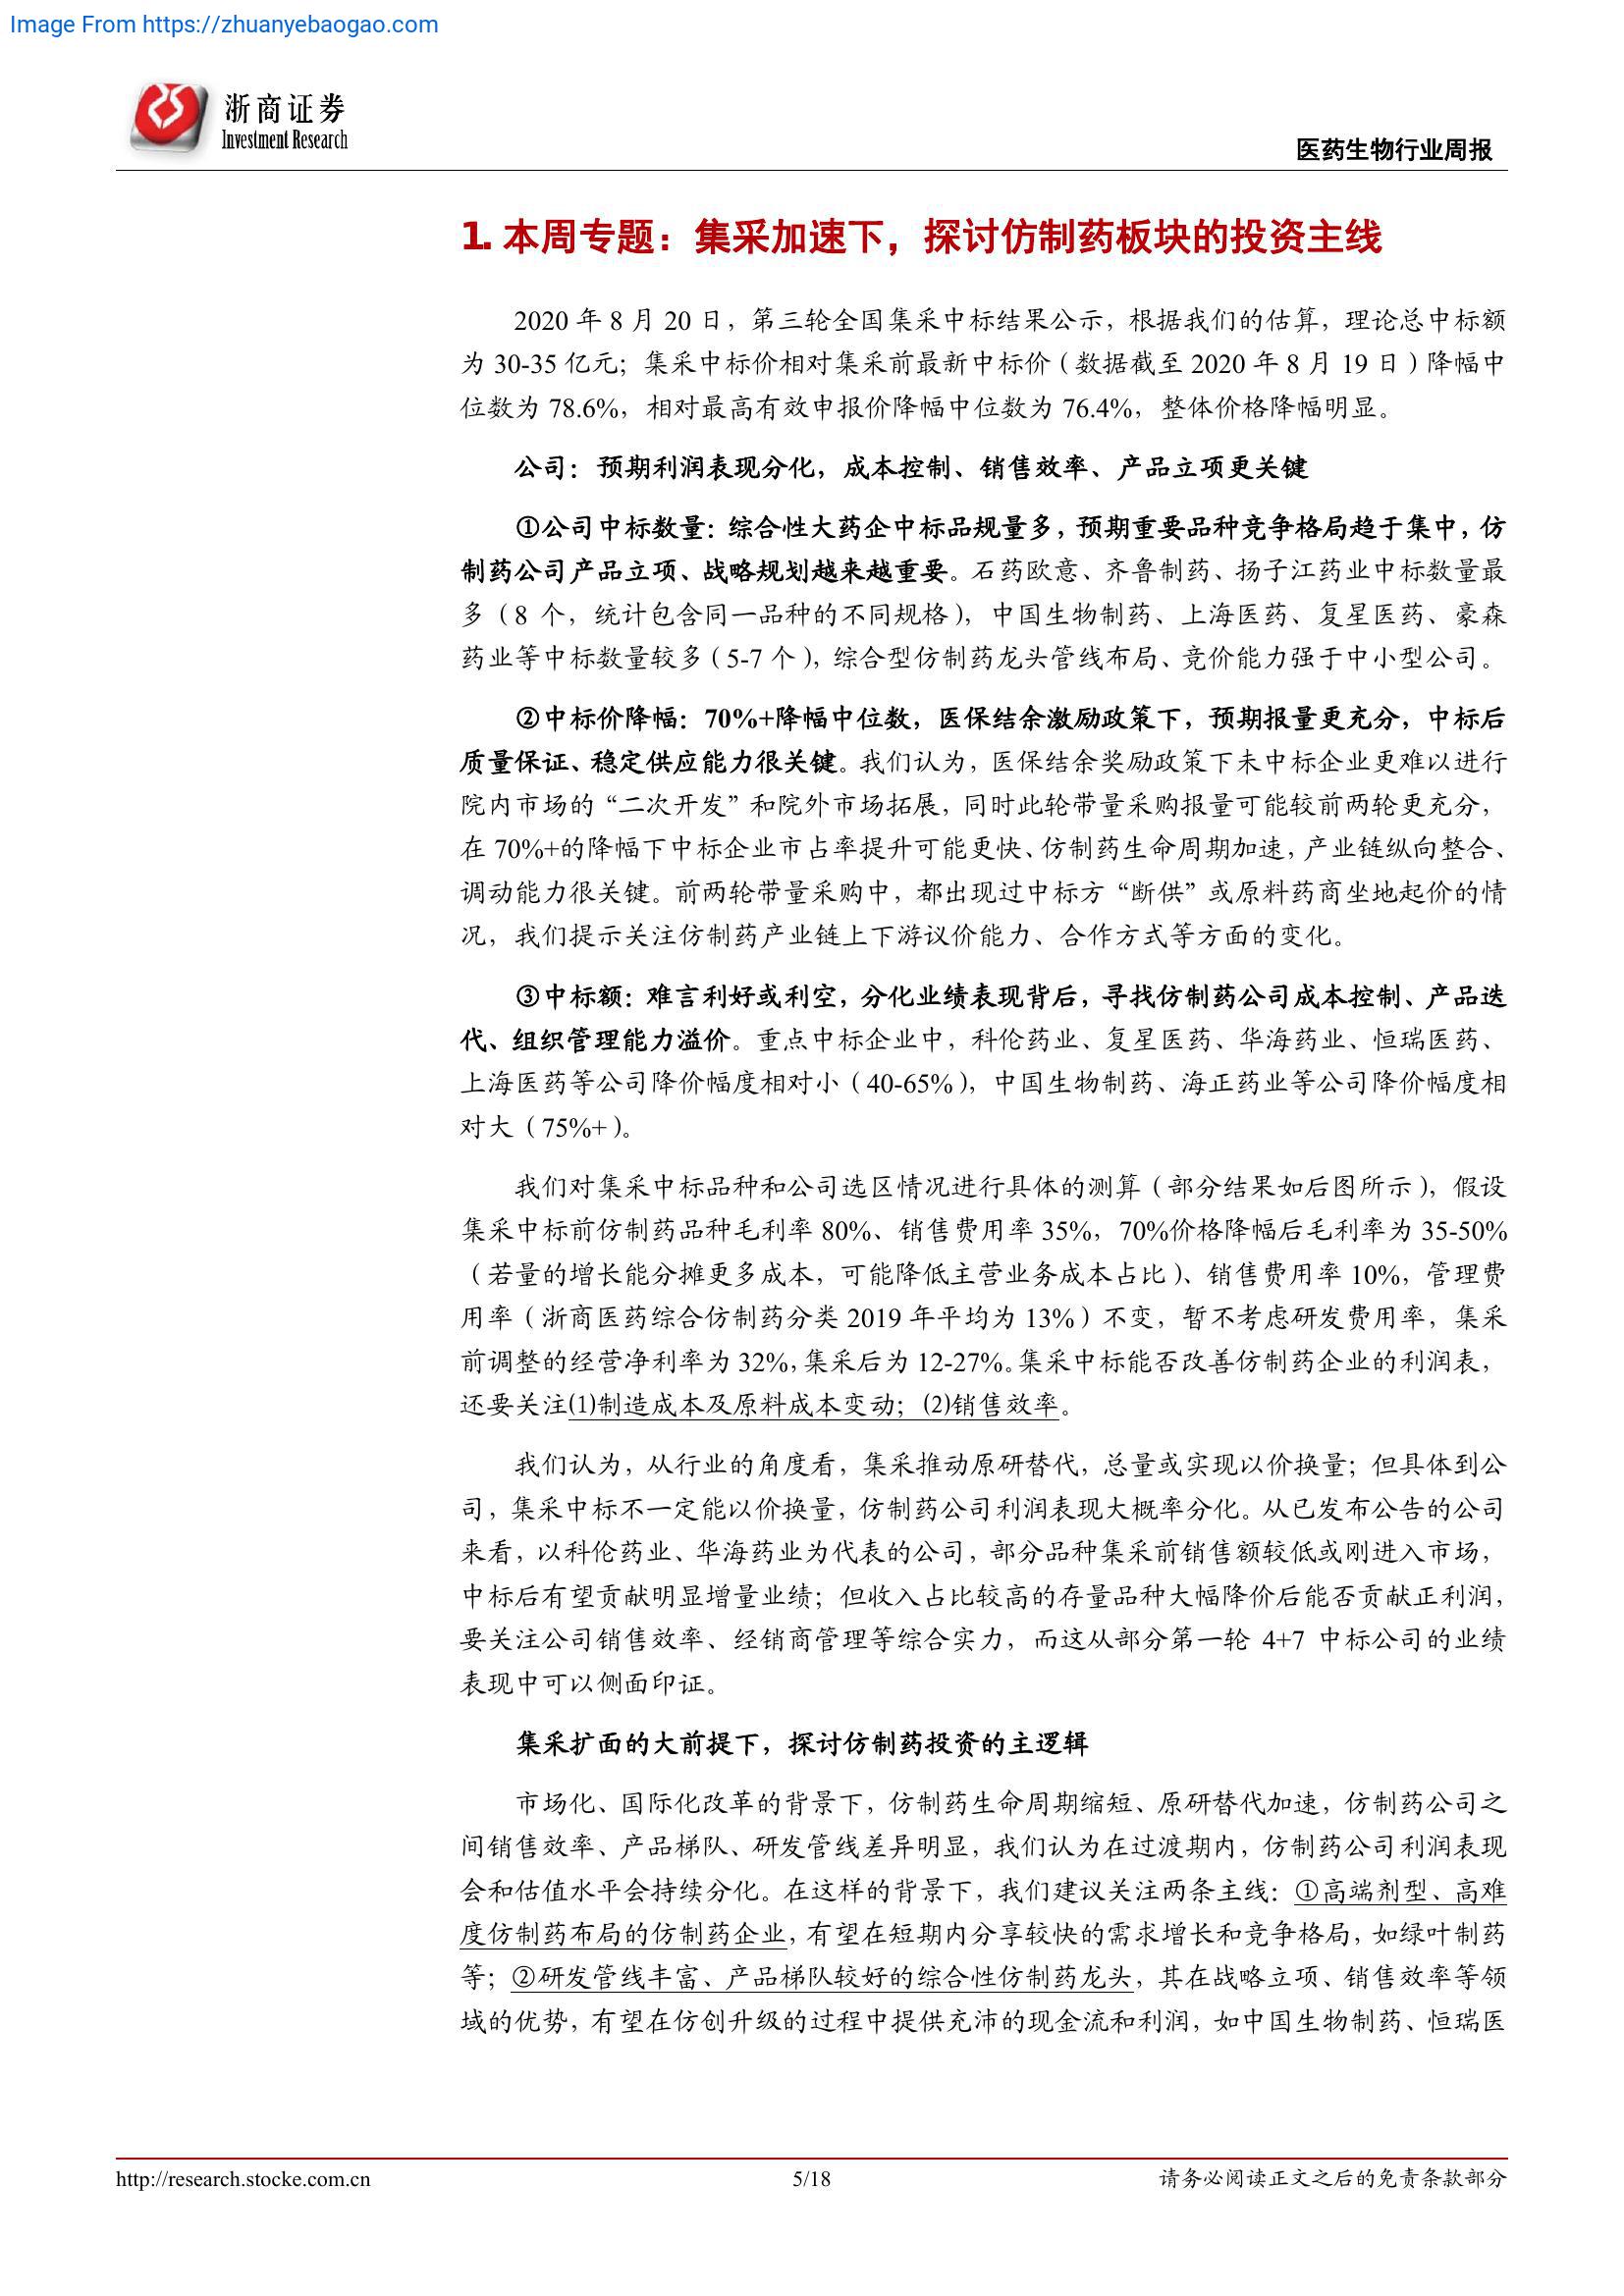 Image From https://zhuanyebaogao.com
浙商证券
Investment Research
医药生物行业周报
1. 本周专题：集采加速下，探讨仿制药板块的投资主线
2020 年 8 月 20 日，第三轮全国集采中标结果公示，根据我们的估算，理论总中标额
为 30-35 亿元；集采中标价相对集采前最新中标价（数据截至 2020 年 8 月 19 日）降幅中
位数为 78.6%，相对最高有效申报价降幅中位数为 76.4%，整体价格降幅明显。
公司：预期利润表现分化，成本控制、销售效率、产品立项更关键
①公司中标数量：综合性大药企中标品规量多，预期重要品种竞争格局趋于集中，仿
制药公司产品立项、战略规划越来越重要。石药欧意、齐鲁制药、扬子江药业中标数量最
多（8 个，统计包含同一品种的不同规格），中国生物制药、上海医药、复星医药、豪森
药业等中标数量较多（5-7 个），综合型仿制药龙头管线布局、竞价能力强于中小型公司。
②中标价降幅：70%+降幅中位数，医保结余激励政策下，预期报量更充分，中标后
质量保证、稳定供应能力很关键。我们认为，医保结余奖励政策下未中标企业更难以进行
院内市场的“二次开发”和院外市场拓展，同时此轮带量采购报量可能较前两轮更充分，
在 70%+的降幅下中标企业市占率提升可能更快、仿制药生命周期加速，产业链纵向整合、
调动能力很关键。前两轮带量采购中，都出现过中标方“断供”或原料药商坐地起价的情
况，我们提示关注仿制药产业链上下游议价能力、合作方式等方面的变化。
③中标额：难言利好或利空，分化业绩表现背后，寻找仿制药公司成本控制、产品迭
代、组织管理能力溢价。重点中标企业中，科伦药业、复星医药、华海药业、恒瑞医药、
上海医药等公司降价幅度相对小（40-65%），中国生物制药、海正药业等公司降价幅度相
对大（75%+）。
我们对集采中标品种和公司选区情况进行具体的测算（部分结果如后图所示），假设
集采中标前仿制药品种毛利率 80%、销售费用率 35%，70%价格降幅后毛利率为 35-50%
（若量的增长能分摊更多成本，可能降低主营业务成本占比）、销售费用率 10%，管理费
用率（浙商医药综合仿制药分类 2019 年平均为 13%）不变，暂不考虑研发费用率，集采
前调整的经营净利率为 32%，集采后为 12-27%。集采中标能否改善仿制药企业的利润表，
还要关注⑴制造成本及原料成本变动；⑵销售效率。
我们认为，从行业的角度看，集采推动原研替代，总量或实现以价换量；但具体到公
司，集采中标不一定能以价换量，仿制药公司利润表现大概率分化。从已发布公告的公司
来看，以科伦药业、华海药业为代表的公司，部分品种集采前销售额较低或刚进入市场，
中标后有望贡献明显增量业绩；但收入占比较高的存量品种大幅降价后能否贡献正利润，
要关注公司销售效率、经销商管理等综合实力，而这从部分第一轮 4+7 中标公司的业绩
表现中可以侧面印证。
集采扩面的大前提下，探讨仿制药投资的主逻辑
市场化、国际化改革的背景下，仿制药生命周期缩短、原研替代加速，仿制药公司之
间销售效率、产品梯队、研发管线差异明显，我们认为在过渡期内，仿制药公司利润表现
会和估值水平会持续分化。在这样的背景下，我们建议关注两条主线：①高端剂型、高难
度仿制药布局的仿制药企业，有望在短期内分享较快的需求增长和竞争格局，如绿叶制药
等；②研发管线丰富、产品梯队较好的综合性仿制药龙头，其在战略立项、销售效率等领
域的优势，有望在仿创升级的过程中提供充沛的现金流和利润，如中国生物制药、恒瑞医
http://research.stocke.com.cn
5/18
请务必阅读正文之后的免责条款部分